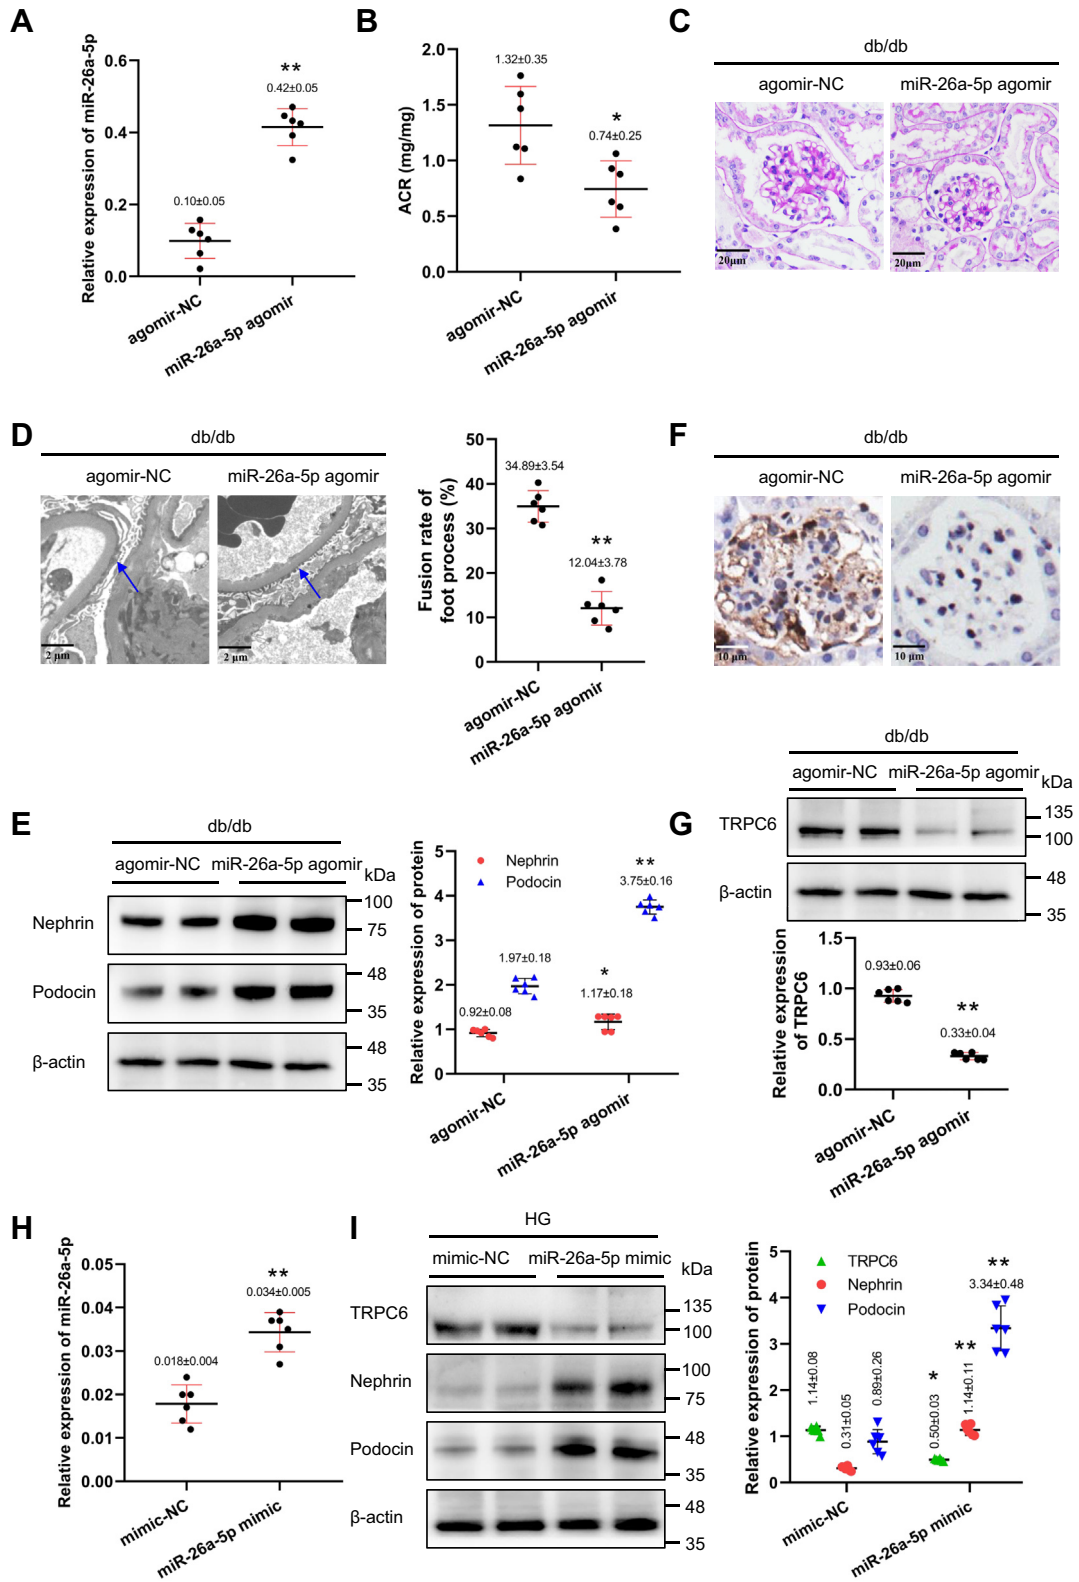 A
Relative expression of miR-26a-5p
0.6
0.4
0.2
0.0
**
0.42±0.05
0.10±0.05
agomir-NC
miR-26a-5p agomir
B
ACR (mg/mg)
2.0
1.5
1.0
0.5
0.0
1.32±0.35
*
0.74±0.25
agomir-NC
miR-26a-5p agomir
C
db/db
agomir-NC
miR-26a-5p agomir
20μm
20μm
D
db/db
agomir-NC
miR-26a-5p agomir
2 μm
2 μm
Fusion rate of
foot process (%)
50
40
30
20
10
0
34.89±3.54
**
12.04±3.78
agomir-NC
miR-26a-5p agomir
F
db/db
agomir-NC
miR-26a-5p agomir
10 μm
10 μm
E
db/db
agomir-NC
miR-26a-5p agomir
kDa
Nephrin
100
75
Podocin
48
35
β-actin
48
35
Relative expression of protein
5
4
3
2
1
0
Nephrin
Podocin
**
3.75±0.16
1.97±0.18
*
1.17±0.18
0.92±0.08
agomir-NC
miR-26a-5p agomir
G
db/db
agomir-NC
miR-26a-5p agomir
kDa
TRPC6
135
100
β-actin
48
35
Relative expression
of TRPC6
1.5
1.0
0.5
0.0
0.93±0.06
**
0.33±0.04
agomir-NC
miR-26a-5p agomir
H
Relative expression of miR-26a-5p
0.05
0.04
0.03
0.02
0.01
0.00
**
0.034±0.005
0.018±0.004
mimic-NC
miR-26a-5p mimic
I
HG
mimic-NC
miR-26a-5p mimic
kDa
TRPC6
135
100
Nephrin
100
75
Podocin
48
35
β-actin
48
35
Relative expression of protein
5
4
3
2
1
0
TRPC6
Nephrin
Podocin
1.14±0.08
0.31±0.05
0.89±0.26
*
0.50±0.03
**
1.14±0.11
**
3.34±0.48
mimic-NC
miR-26a-5p mimic